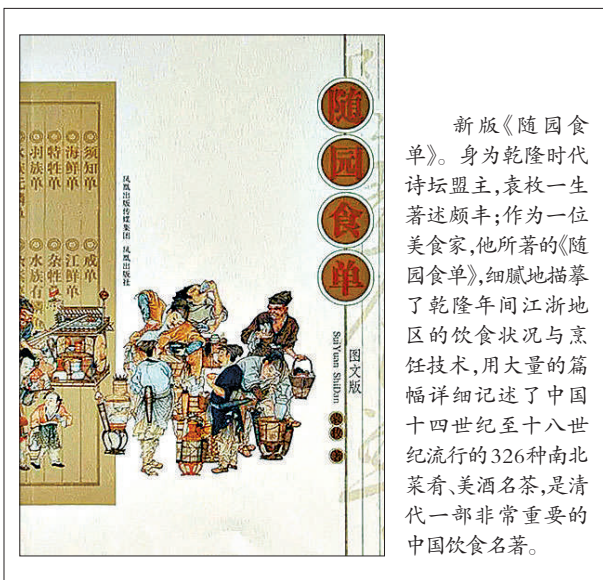 随园食单
图文版
SuiYuan ShiDan
袁枚 著
凤凰出版传媒集团 凤凰出版社
须知单
海鲜单
特牲单
羽族单
戒单
江鲜单
杂牲单
水族有鳞单
新版《随园食
单》。身为乾隆时代
诗坛盟主,袁枚一生
著述颇丰;作为一位
美食家,他所著的《随
园食单》,细腻地描摹
了乾隆年间江浙地
区的饮食状况与烹
饪技术,用大量的篇
幅详细记述了中国
十四世纪至十八世
纪流行的326种南北
菜肴、美酒名茶,是清
代一部非常重要的
中国饮食名著。